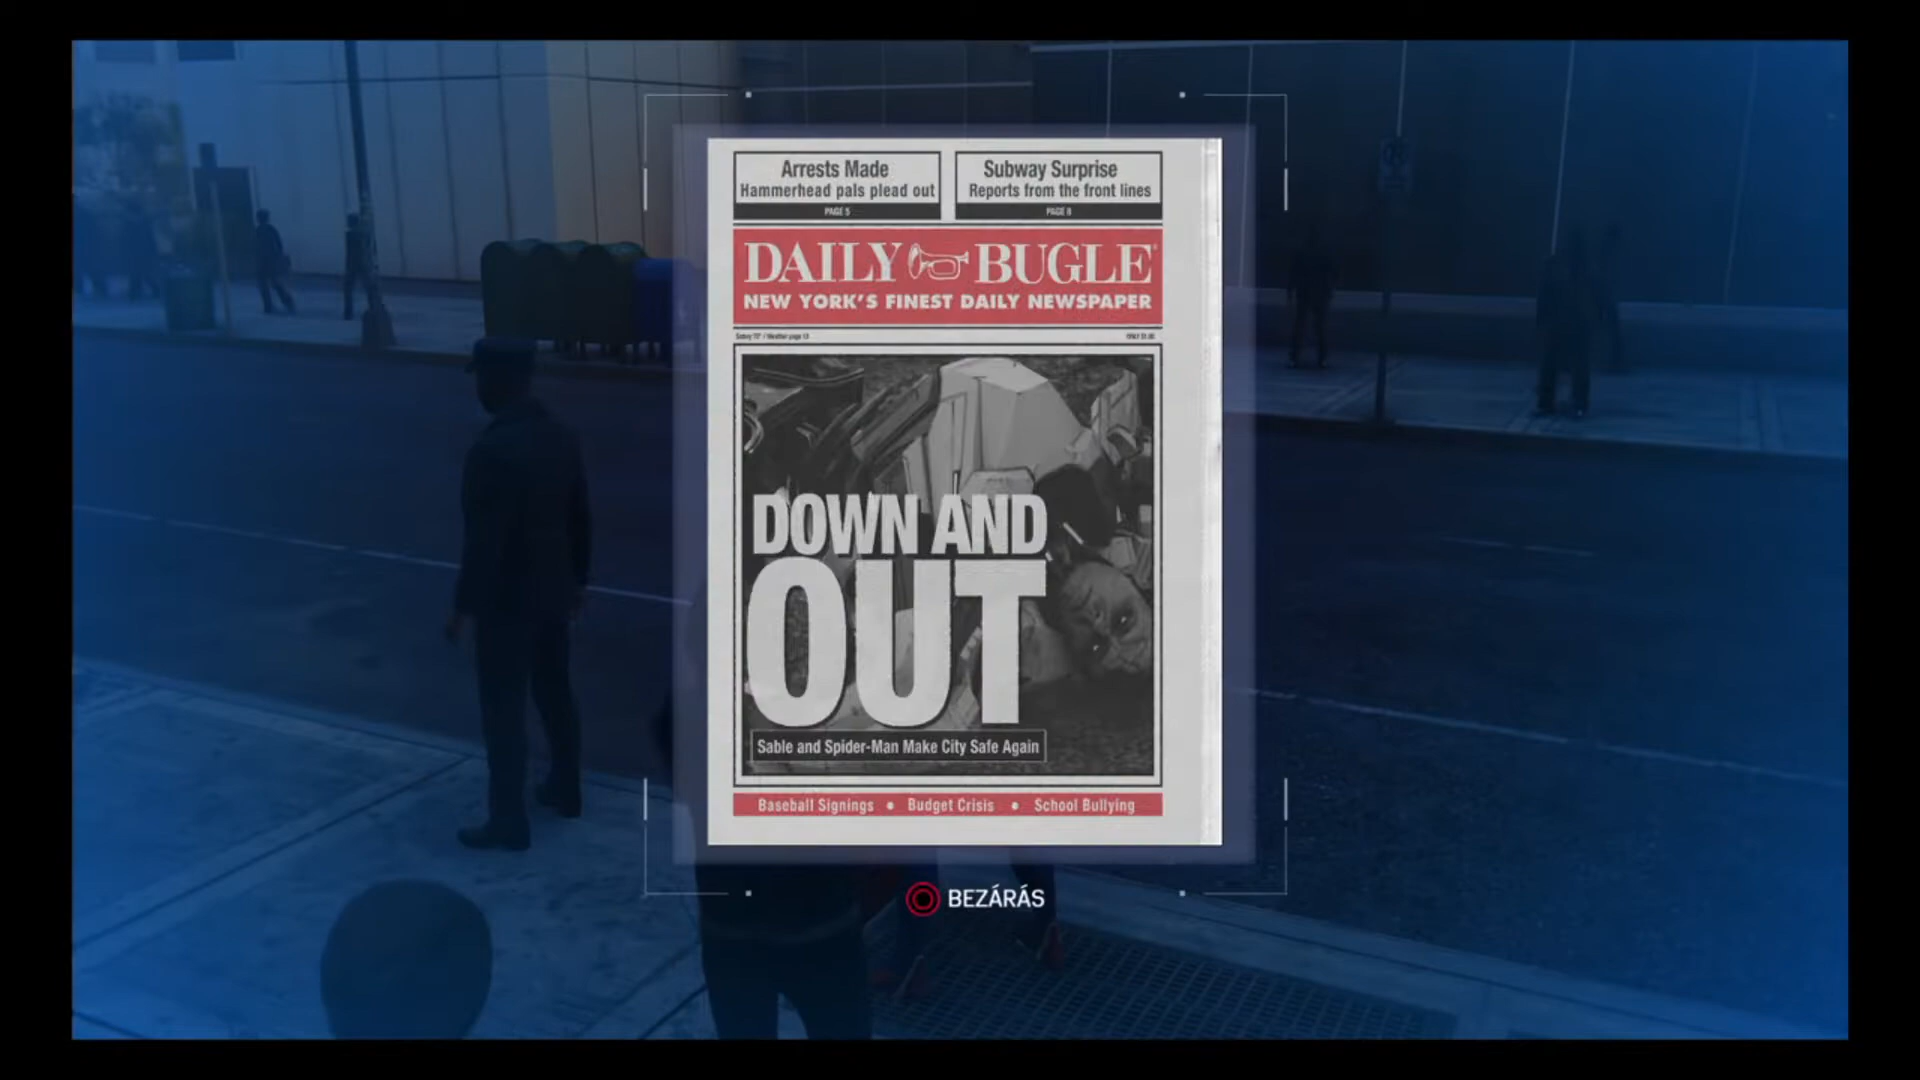 Arrests Made
Hammerhead pals plead out
PAGE 5
Subway Surprise
Reports from the front lines
PAGE 8
DAILY BUGLE
NEW YORK'S FINEST DAILY NEWSPAPER
DOWN AND
OUT
Sable and Spider-Man Make City Safe Again
Baseball Signings • Budget Crisis • School Bullying
BEZÁRÁS